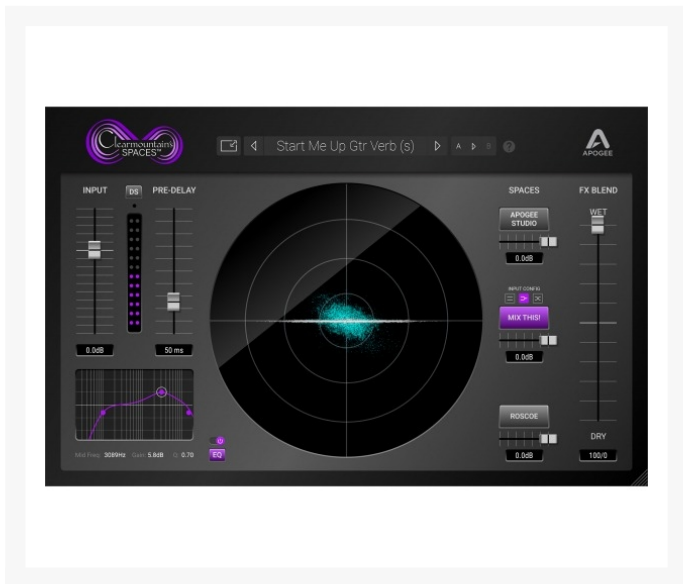 Clearmountain's
SPACES™
Start Me Up Gtr Verb (s)
A
B
?
APOGEE
INPUT
DS
PRE-DELAY
SPACES
FX BLEND
WET
APOGEE
STUDIO
0.0dB
INPUT CONFIG
MIX THIS!
0.0dB
0.0dB
50 ms
ROSCOE
DRY
0.0dB
100/0
Mid Freq: 3089Hz Gain: 5.8dB Q: 0.70
EQ